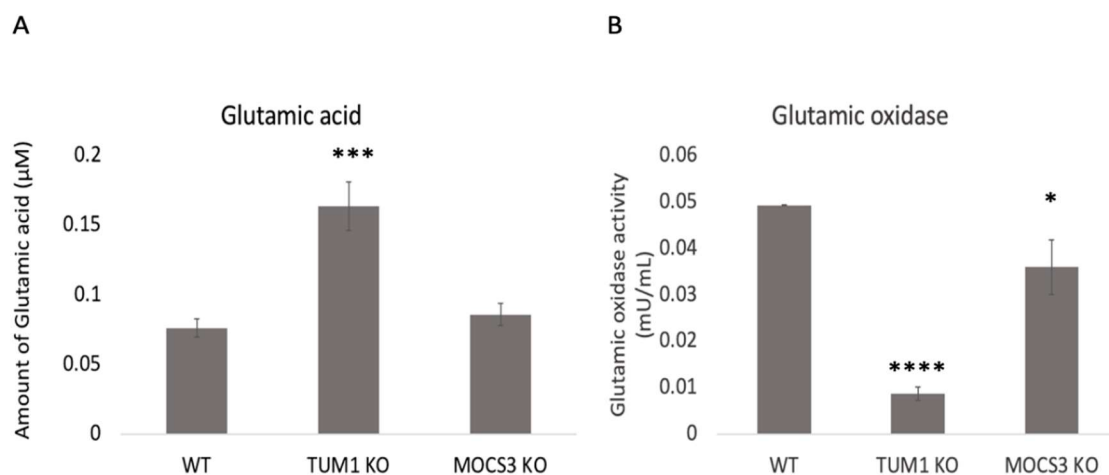 A
Glutamic acid
Amount of Glutamic acid (µM)
0.2
0.15
0.1
0.05
0
***
WT
TUM1 KO
MOCS3 KO
B
Glutamic oxidase
Glutamic oxidase activity
(mU/mL)
0.06
0.05
0.04
0.03
0.02
0.01
0
****
*
WT
TUM1 KO
MOCS3 KO